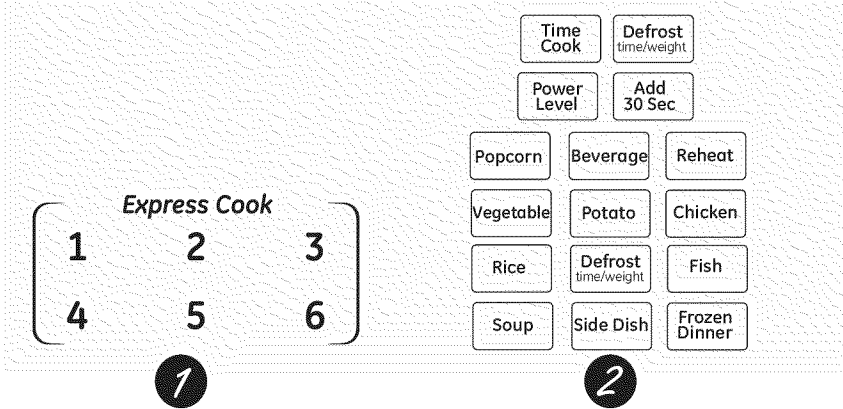 Time Cook
Defrost time/weight
Power Level
Add 30 Sec
Popcorn
Beverage
Reheat
Vegetable
Potato
Chicken
Rice
Defrost time/weight
Fish
Soup
Side Dish
Frozen Dinner
Express Cook
1 2 3
4 5 6
1
2